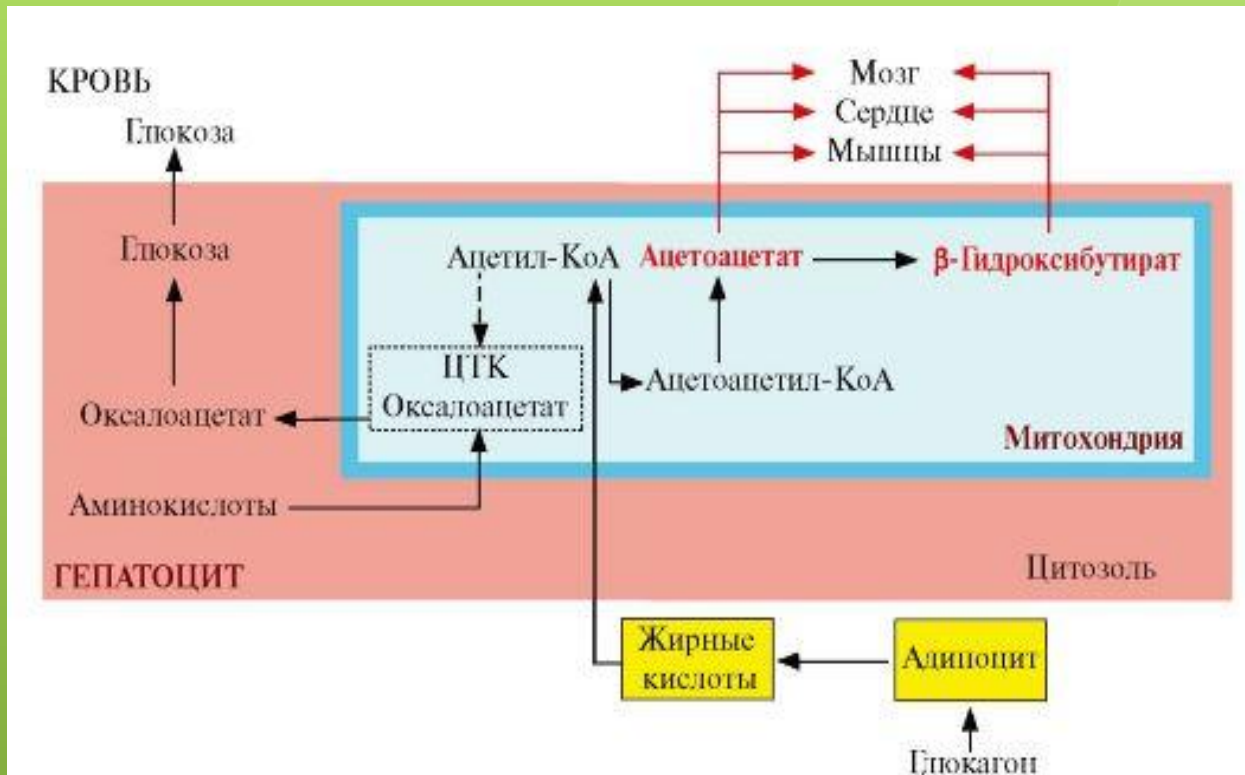 КРОВЬ
Глюкоза
Мозг
Сердце
Мышцы
Глюкоза
Ацетил-КоА
Ацетоацетат
β-Гидроксибутират
ЦТК
Оксалоацетат
Ацетоацетил-КоА
Оксалоацетат
Митохондрия
Аминокислоты
ГЕПАТОЦИТ
Цитозоль
Жирные
кислоты
Адипоцит
Глюкагон